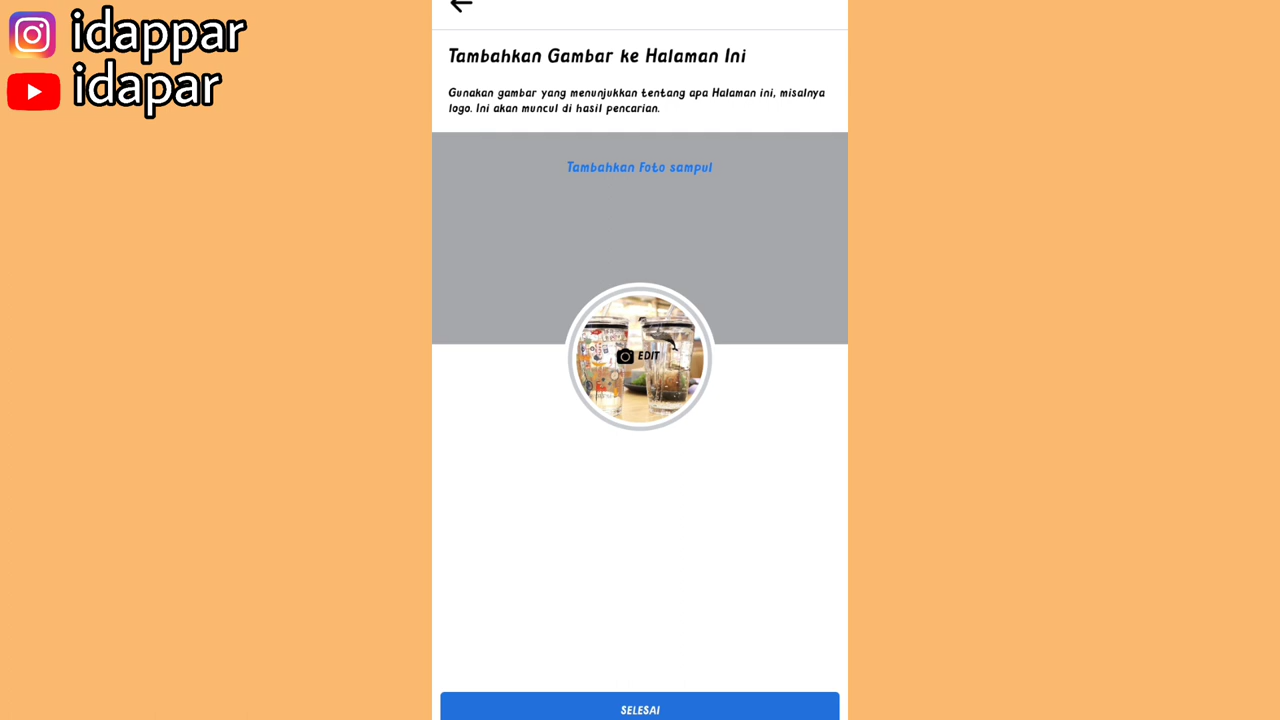 idappar
idapar
Tambahkan Gambar ke Halaman Ini
Gunakan gambar yang menunjukkan tentang apa Halaman ini, misalnya
logo. Ini akan muncul di hasil pencarian.
Tambahkan Foto sampul
EDIT
SELESAI